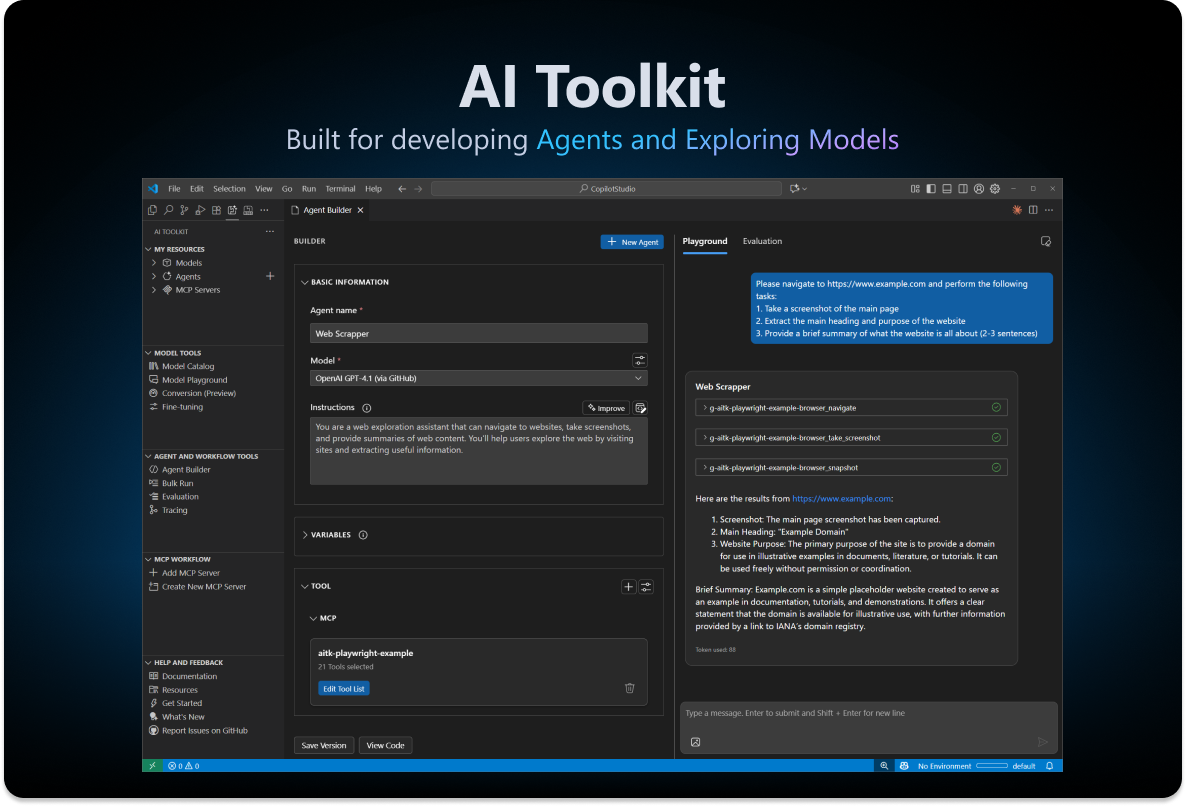 AI Toolkit
Built for developing Agents and Exploring Models
File Edit Selection View Go Run Terminal Help
CopilotStudio
Agent Builder
AI TOOLKIT
MY RESOURCES
Models
Agents
MCP Servers
MODEL TOOLS
Model Catalog
Model Playground
Conversion (Preview)
Fine-tuning
AGENT AND WORKFLOW TOOLS
Agent Builder
Bulk Run
Evaluation
Tracing
MCP WORKFLOW
Add MCP Server
Create New MCP Server
HELP AND FEEDBACK
Documentation
Resources
Get Started
What's New
Report Issues on GitHub
BUILDER
New Agent
BASIC INFORMATION
Agent name *
Web Scrapper
Model *
OpenAI GPT-4.1 (via GitHub)
Instructions
Improve
You are a web exploration assistant that can navigate to websites, take screenshots,
and provide summaries of web content. You'll help users explore the web by visiting
sites and extracting useful information.
VARIABLES
TOOL
MCP
aitk-playwright-example
21 Tools selected
Edit Tool List
Save Version
View Code
Playground
Evaluation
Please navigate to https://www.example.com and perform the following
tasks:
1. Take a screenshot of the main page
2. Extract the main heading and purpose of the website
3. Provide a brief summary of what the website is all about (2-3 sentences)
Web Scrapper
g-aitk-playwright-example-browser_navigate
g-aitk-playwright-example-browser_take_screenshot
g-aitk-playwright-example-browser_snapshot
Here are the results from https://www.example.com:
1. Screenshot: The main page screenshot has been captured.
2. Main Heading: "Example Domain"
3. Website Purpose: The primary purpose of the site is to provide a domain
for use in illustrative examples in documents, literature, or tutorials. It can
be used freely without permission or coordination.
Brief Summary: Example.com is a simple placeholder website created to serve as
an example in documentation, tutorials, and demonstrations. It offers a clear
statement that the domain is available for illustrative use, with further information
provided by a link to IANA's domain registry.
Token used: 88
Type a message. Enter to submit and Shift + Enter for new line
0 0
No Environment
default